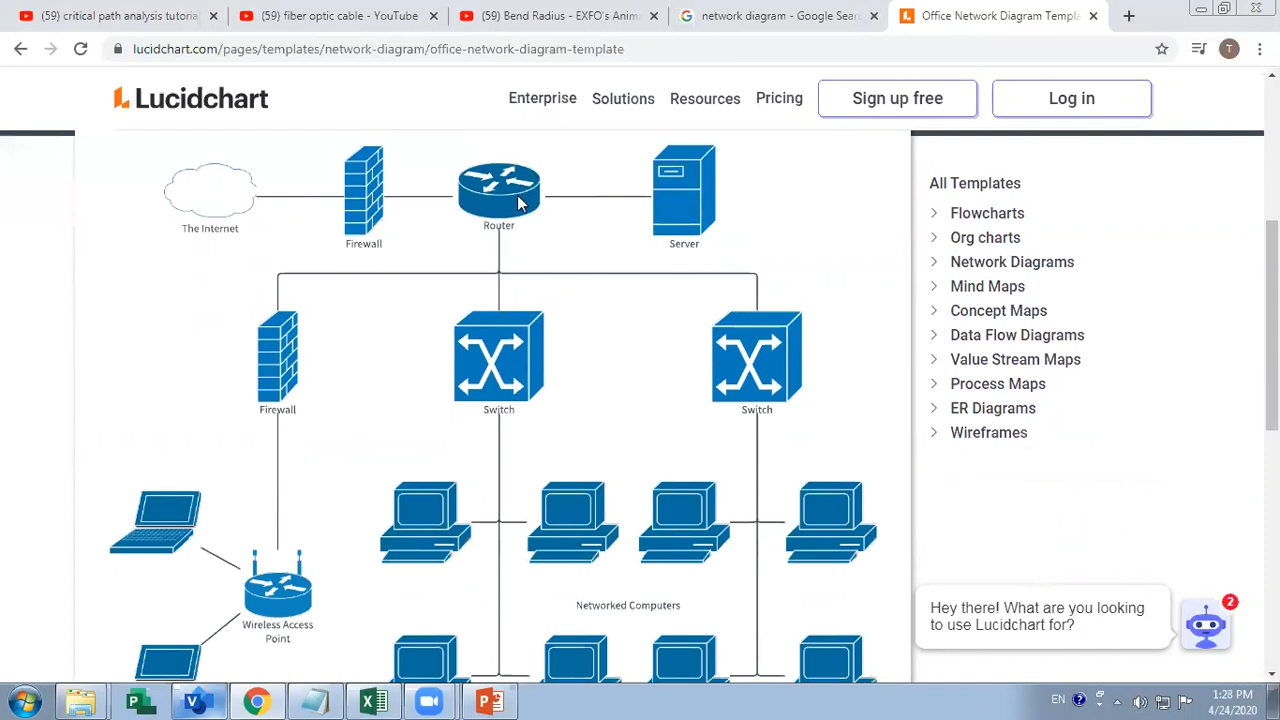 (59) critical path analysis tutoria
(59) fiber optic cable - YouTube
(59) Bend Radius - EXFO's Anim
network diagram - Google Sear
Office Network Diagram Templ
lucidchart.com/pages/templates/network-diagram/office-network-diagram-template
T
Lucidchart
Enterprise
Solutions
Resources
Pricing
Sign up free
Log in
The Internet
Firewall
Router
Server
Firewall
Switch
Switch
Wireless Access
Point
Networked Computers
All Templates
Flowcharts
Org charts
Network Diagrams
Mind Maps
Concept Maps
Data Flow Diagrams
Value Stream Maps
Process Maps
ER Diagrams
Wireframes
Hey there! What are you looking
to use Lucidchart for?
2
EN
1:28 PM
4/24/2020